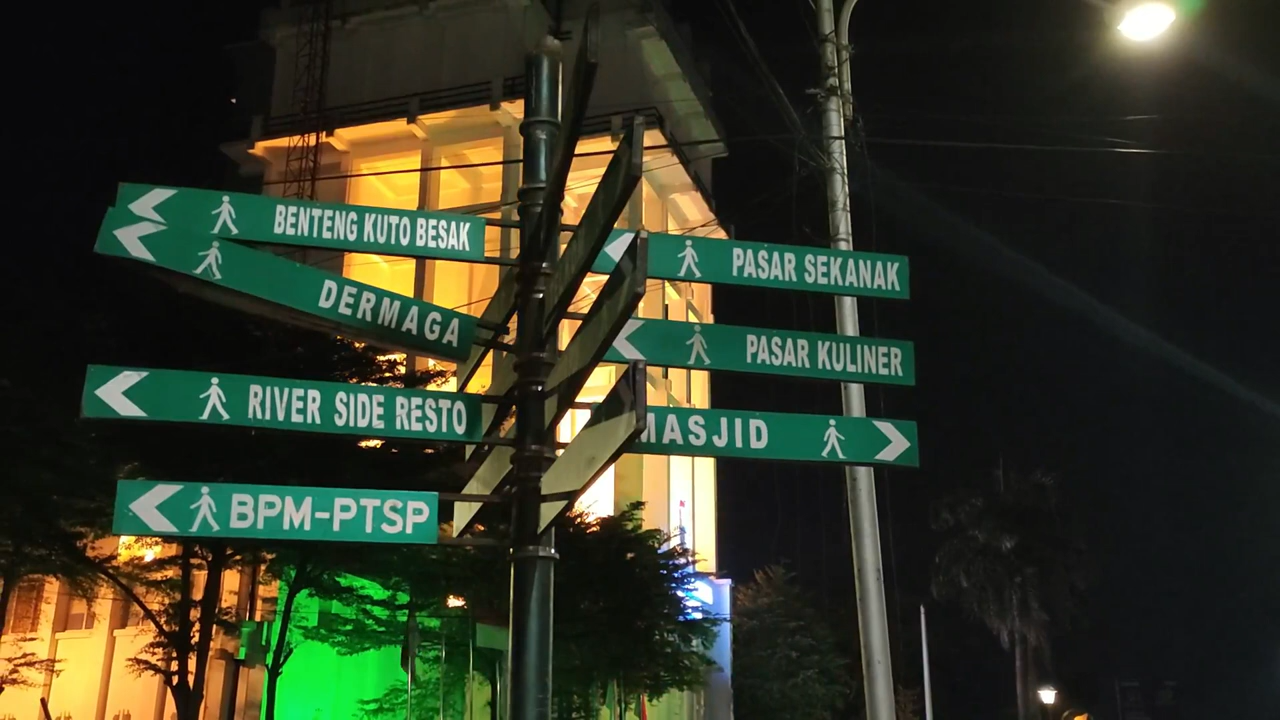 BENTENG KUTO BESAK
DERMAGA
RIVER SIDE RESTO
BPM-PTSP
PASAR SEKANAK
PASAR KULINER
MASJID